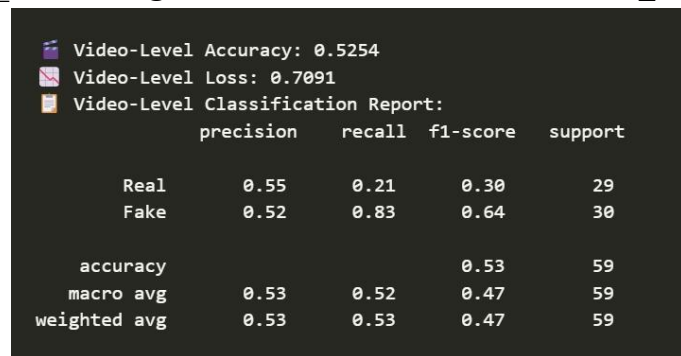 🎬 Video-Level Accuracy: 0.5254
📉 Video-Level Loss: 0.7091
📋 Video-Level Classification Report:
precision recall f1-score support
Real 0.55 0.21 0.30 29
Fake 0.52 0.83 0.64 30
accuracy 0.53 59
macro avg 0.53 0.52 0.47 59
weighted avg 0.53 0.53 0.47 59